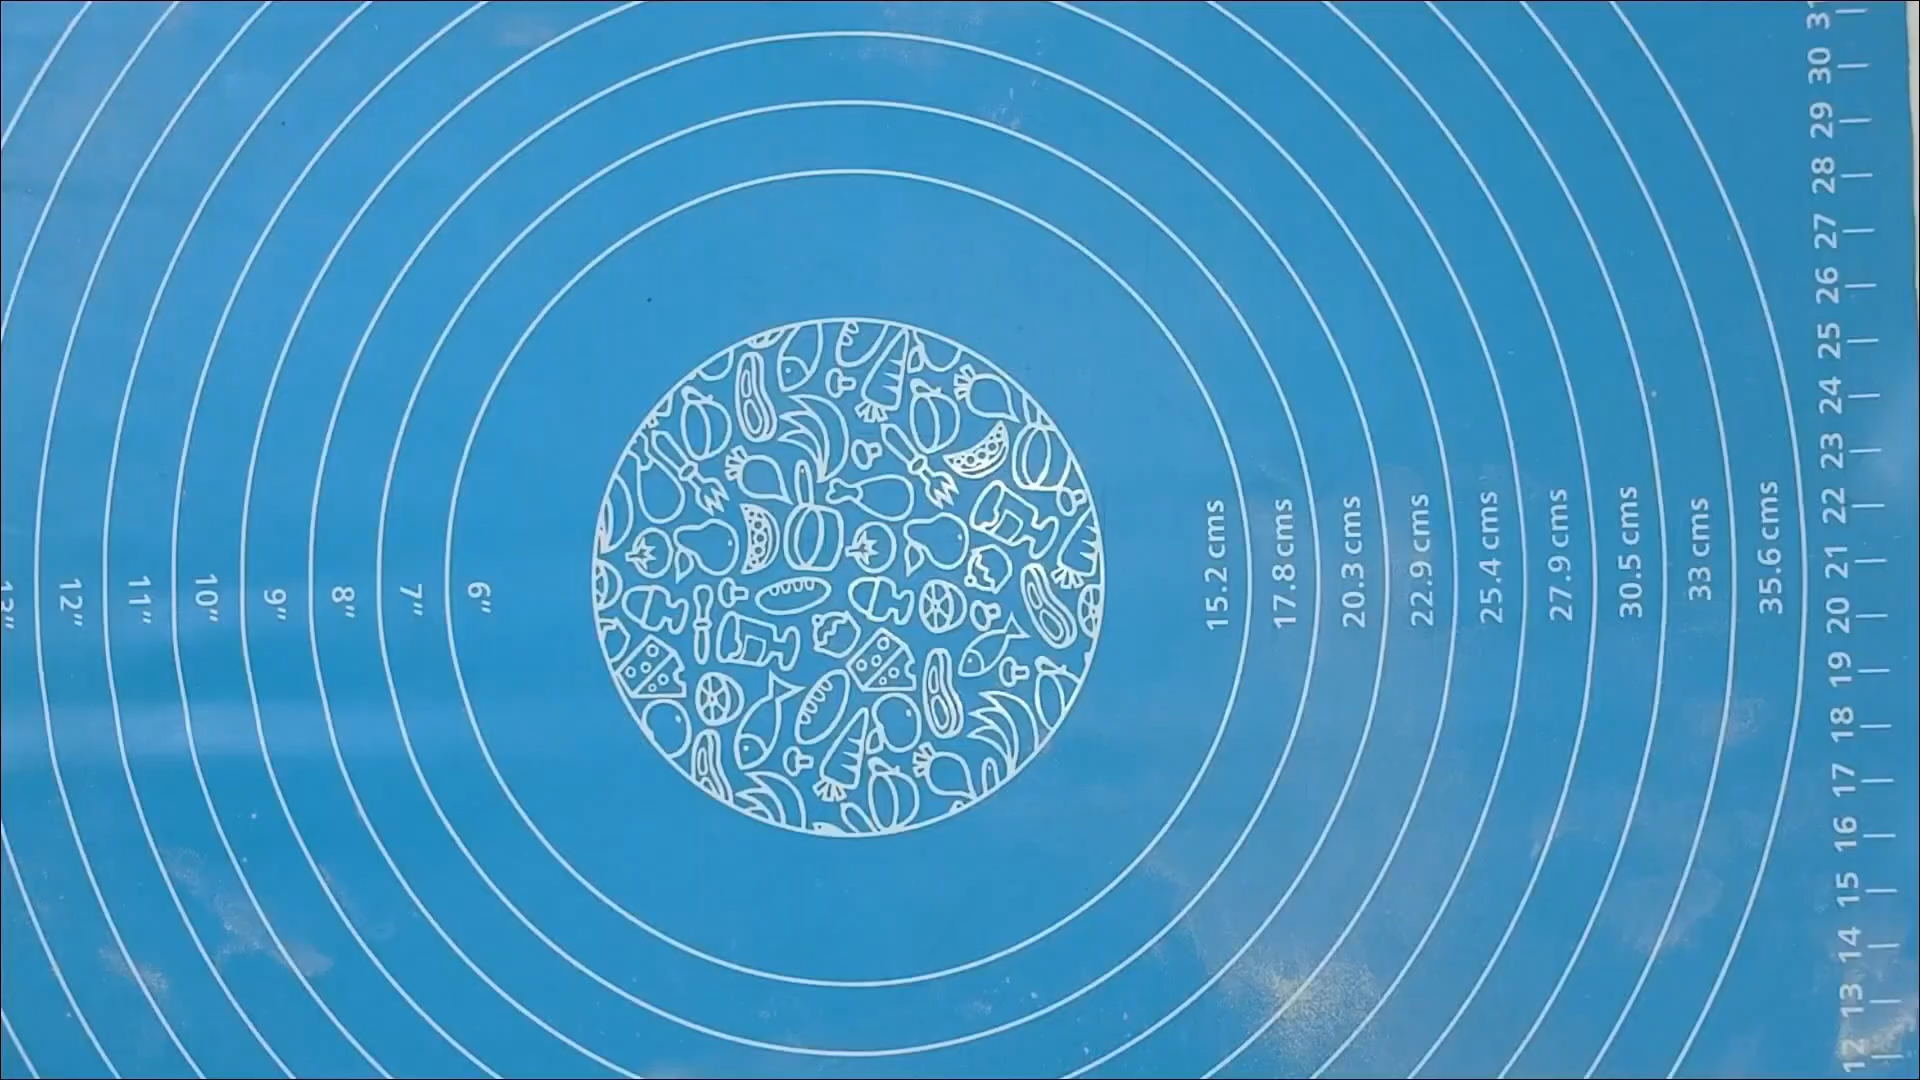 12″
11″
10″
9″
8″
7″
6″
15.2 cms
17.8 cms
20.3 cms
22.9 cms
25.4 cms
27.9 cms
30.5 cms
33 cms
35.6 cms
12 13 14 15 16 17 18 19 20 21 22 23 24 25 26 27 28 29 30 31